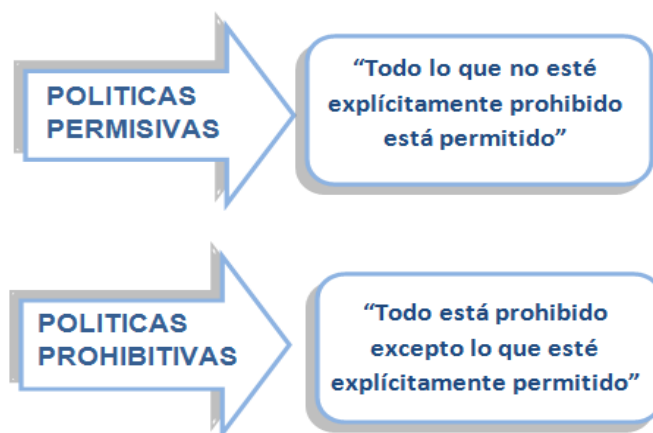 POLITICAS
PERMISIVAS
“Todo lo que no esté
explícitamente prohibido
está permitido”
POLITICAS
PROHIBITIVAS
“Todo está prohibido
excepto lo que esté
explícitamente permitido”